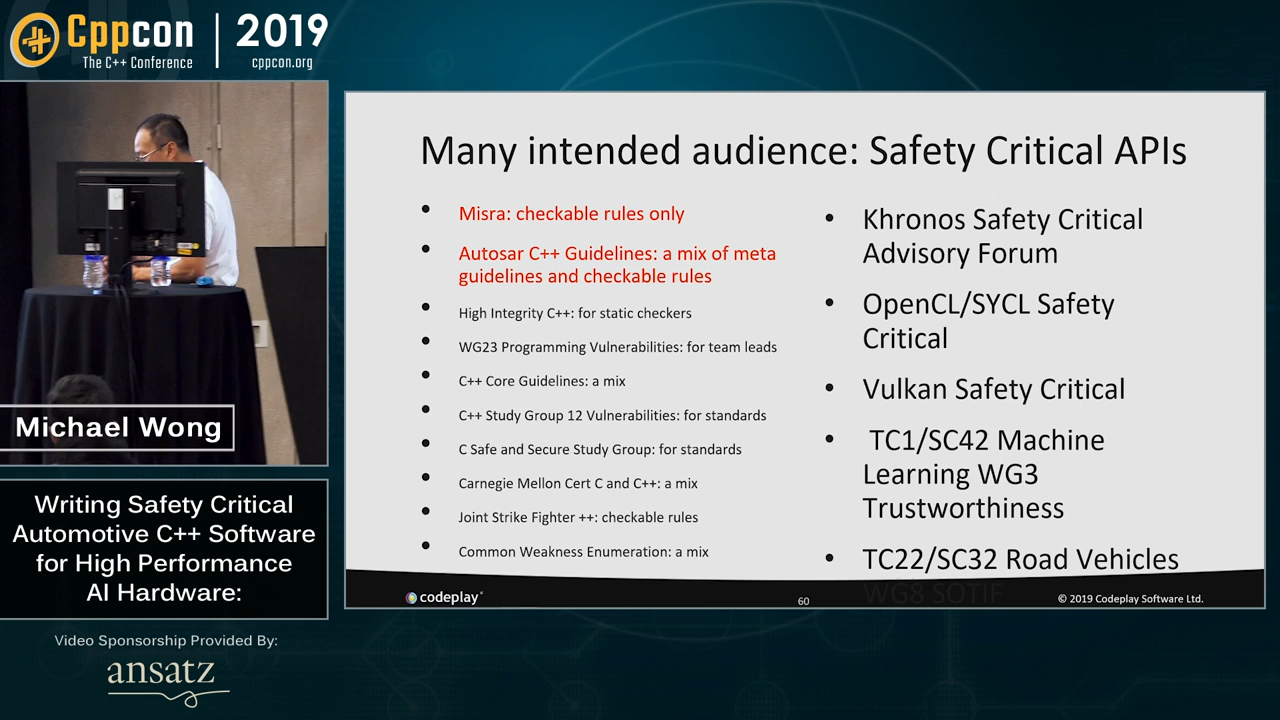 Cppcon
The C++ Conference
2019
cppcon.org
Many intended audience: Safety Critical APIs
• Misra: checkable rules only
• Autosar C++ Guidelines: a mix of meta
guidelines and checkable rules
• High Integrity C++: for static checkers
• WG23 Programming Vulnerabilities: for team leads
• C++ Core Guidelines: a mix
• C++ Study Group 12 Vulnerabilities: for standards
• C Safe and Secure Study Group: for standards
• Carnegie Mellon Cert C and C++: a mix
• Joint Strike Fighter ++: checkable rules
• Common Weakness Enumeration: a mix
• Khronos Safety Critical
Advisory Forum
• OpenCL/SYCL Safety
Critical
• Vulkan Safety Critical
• TC1/SC42 Machine
Learning WG3
Trustworthiness
• TC22/SC32 Road Vehicles
WG8 SOTIF
codeplay
60
© 2019 Codeplay Software Ltd.
Michael Wong
Writing Safety Critical
Automotive C++ Software
for High Performance
AI Hardware:
Video Sponsorship Provided By:
ansatz